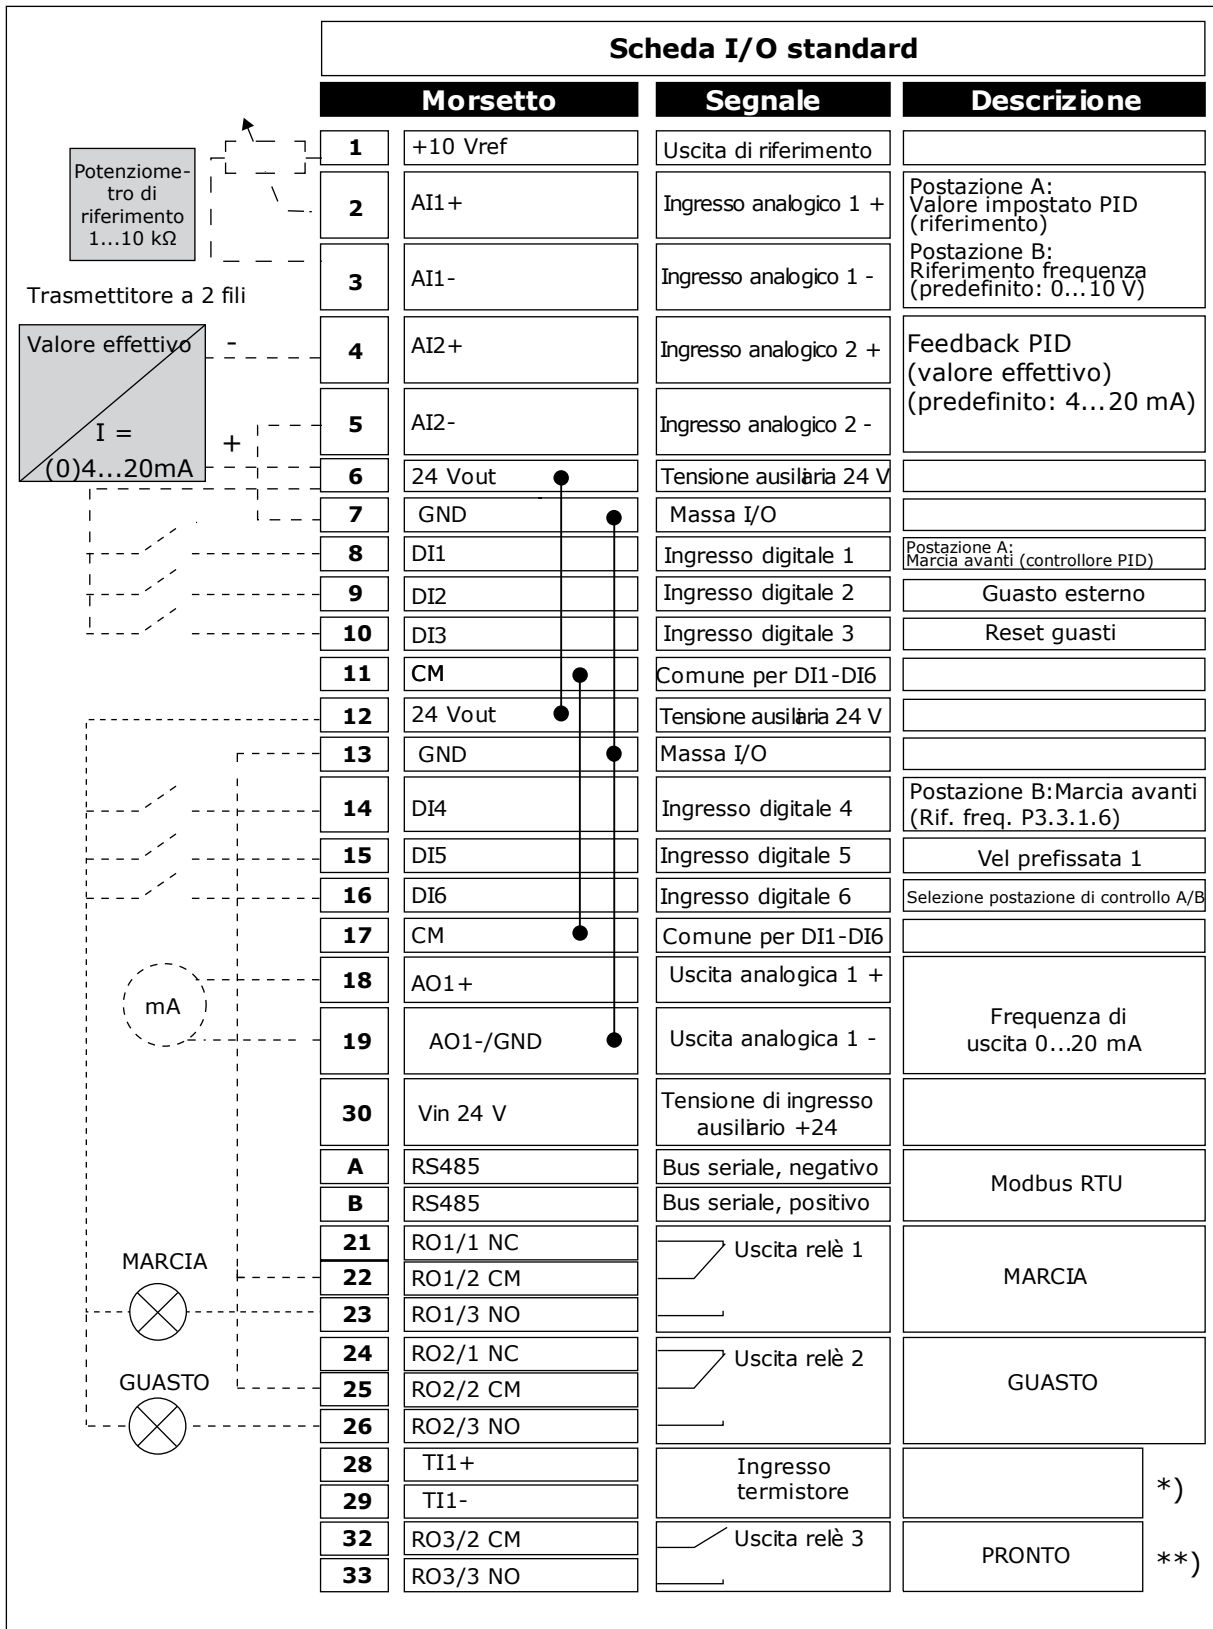 Scheda I/O standard
Morsetto Segnale Descrizione
1 +10 Vref Uscita di riferimento
Potenziome-
tro di
riferimento
1...10 kΩ
2 AI1+ Ingresso analogico 1 +
Postazione A:
Valore impostato PID
(riferimento)
Postazione B:
Riferimento frequenza
(predefinito: 0...10 V)
3 AI1- Ingresso analogico 1 -
Trasmettitore a 2 fili
Valore effettivo -
I =
(0)4...20mA +
4 AI2+ Ingresso analogico 2 +
Feedback PID
(valore effettivo)
(predefinito: 4...20 mA)
5 AI2- Ingresso analogico 2 -
6 24 Vout Tensione ausiliaria 24 V
7 GND Massa I/O
8 DI1 Ingresso digitale 1
Postazione A:
Marcia avanti (controllore PID)
9 DI2 Ingresso digitale 2 Guasto esterno
10 DI3 Ingresso digitale 3 Reset guasti
11 CM Comune per DI1-DI6
12 24 Vout Tensione ausiliaria 24 V
13 GND Massa I/O
14 DI4 Ingresso digitale 4
Postazione B:Marcia avanti
(Rif. freq. P3.3.1.6)
15 DI5 Ingresso digitale 5 Vel prefissata 1
16 DI6 Ingresso digitale 6 Selezione postazione di controllo A/B
17 CM Comune per DI1-DI6
18 AO1+ Uscita analogica 1 +
mA
19 AO1-/GND Uscita analogica 1 -
Frequenza di
uscita 0...20 mA
30 Vin 24 V
Tensione di ingresso
ausiliario +24
A RS485 Bus seriale, negativo
Modbus RTU
B RS485 Bus seriale, positivo
21 RO1/1 NC Uscita relè 1
MARCIA
22 RO1/2 CM MARCIA
23 RO1/3 NO
24 RO2/1 NC Uscita relè 2
GUASTO
25 RO2/2 CM GUASTO
26 RO2/3 NO
28 TI1+
Ingresso
termistore
*)
29 TI1-
32 RO3/2 CM Uscita relè 3
PRONTO **)
33 RO3/3 NO